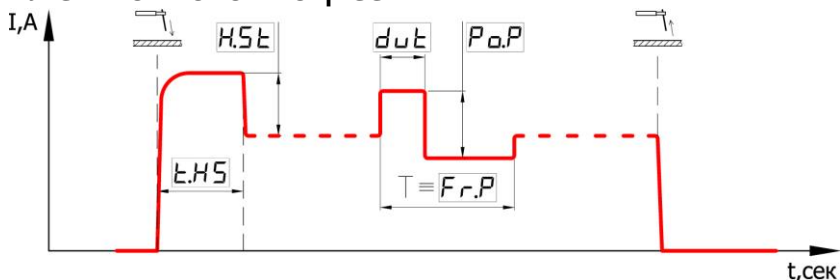 I,A
H.St
dut
Po.P
t.HS
T ≡ Fr.P
t,сек